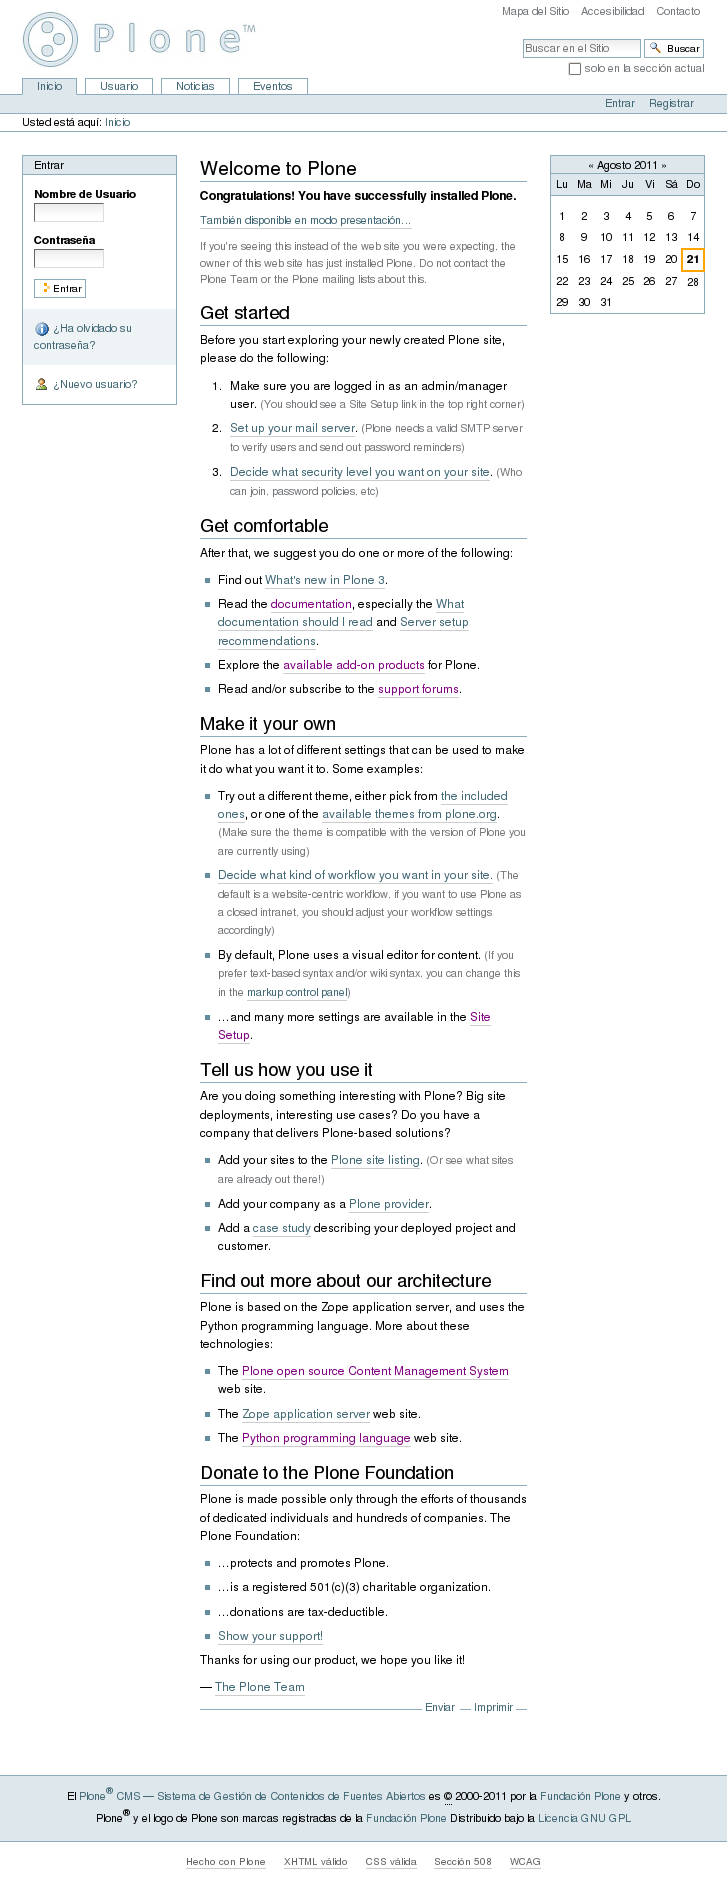 Mapa del Sitio Accesibilidad Contacto
Plone™
Buscar en el Sitio Buscar
solo en la sección actual
Inicio Usuario Noticias Eventos
Entrar Registrar
Usted está aquí: Inicio
Entrar
Nombre de Usuario
Contraseña
Entrar
¿Ha olvidado su
contraseña?
¿Nuevo usuario?
Welcome to Plone
Congratulations! You have successfully installed Plone.
También disponible en modo presentación...
If you're seeing this instead of the web site you were expecting, the
owner of this web site has just installed Plone. Do not contact the
Plone Team or the Plone mailing lists about this.
Get started
Before you start exploring your newly created Plone site,
please do the following:
1. Make sure you are logged in as an admin/manager
user. (You should see a Site Setup link in the top right corner)
2. Set up your mail server. (Plone needs a valid SMTP server
to verify users and send out password reminders)
3. Decide what security level you want on your site. (Who
can join, password policies, etc)
Get comfortable
After that, we suggest you do one or more of the following:
Find out What's new in Plone 3.
Read the documentation, especially the What
documentation should I read and Server setup
recommendations.
Explore the available add-on products for Plone.
Read and/or subscribe to the support forums.
Make it your own
Plone has a lot of different settings that can be used to make
it do what you want it to. Some examples:
Try out a different theme, either pick from the included
ones, or one of the available themes from plone.org.
(Make sure the theme is compatible with the version of Plone you
are currently using)
Decide what kind of workflow you want in your site. (The
default is a website-centric workflow, if you want to use Plone as
a closed intranet, you should adjust your workflow settings
accordingly)
By default, Plone uses a visual editor for content. (If you
prefer text-based syntax and/or wiki syntax, you can change this
in the markup control panel)
...and many more settings are available in the Site
Setup.
Tell us how you use it
Are you doing something interesting with Plone? Big site
deployments, interesting use cases? Do you have a
company that delivers Plone-based solutions?
Add your sites to the Plone site listing. (Or see what sites
are already out there!)
Add your company as a Plone provider.
Add a case study describing your deployed project and
customer.
Find out more about our architecture
Plone is based on the Zope application server, and uses the
Python programming language. More about these
technologies:
The Plone open source Content Management System
web site.
The Zope application server web site.
The Python programming language web site.
Donate to the Plone Foundation
Plone is made possible only through the efforts of thousands
of dedicated individuals and hundreds of companies. The
Plone Foundation:
...protects and promotes Plone.
...is a registered 501(c)(3) charitable organization.
...donations are tax-deductible.
Show your support!
Thanks for using our product, we hope you like it!
— The Plone Team
Enviar — Imprimir
« Agosto 2011 »
Lu Ma Mi Ju Vi Sá Do
1 2 3 4 5 6 7
8 9 10 11 12 13 14
15 16 17 18 19 20 21
22 23 24 25 26 27 28
29 30 31
El Plone® CMS — Sistema de Gestión de Contenidos de Fuentes Abiertos es © 2000-2011 por la Fundación Plone y otros.
Plone® y el logo de Plone son marcas registradas de la Fundación Plone Distribuido bajo la Licencia GNU GPL
Hecho con Plone XHTML válido CSS válida Sección 508 WCAG